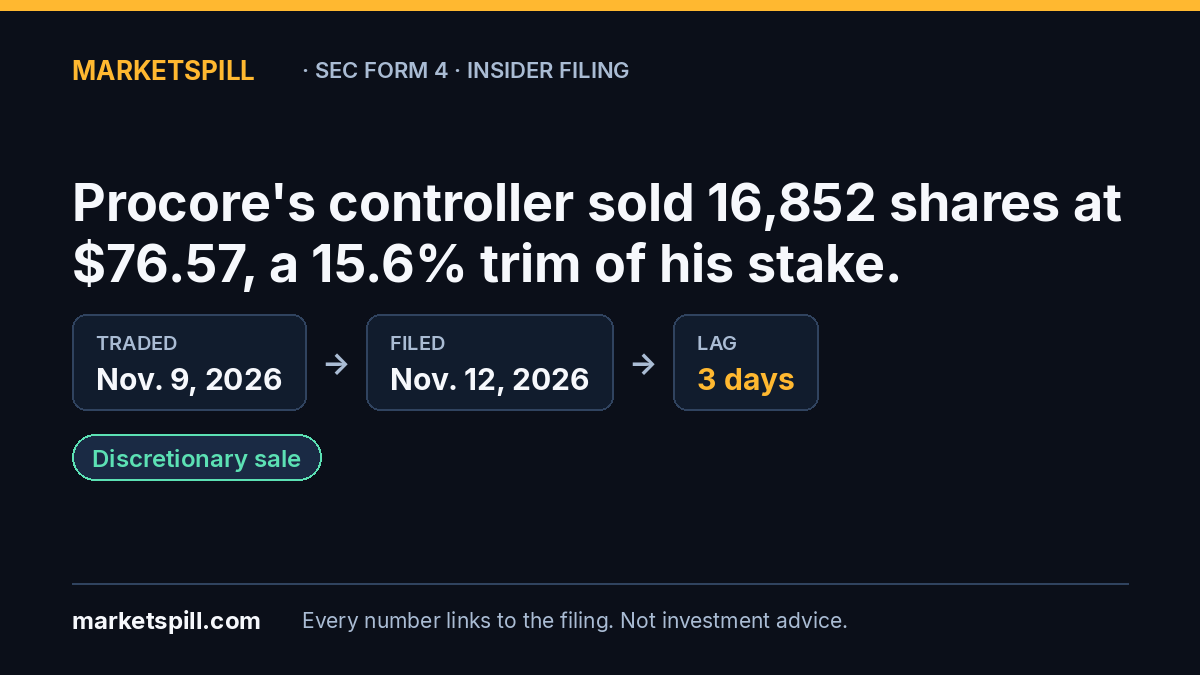 MARKETSPILL · SEC FORM 4 · INSIDER FILING
Procore's controller sold 16,852 shares at
$76.57, a 15.6% trim of his stake.
TRADED
Nov. 9, 2026
→
FILED
Nov. 12, 2026
→
LAG
3 days
Discretionary sale
marketspill.com Every number links to the filing. Not investment advice.